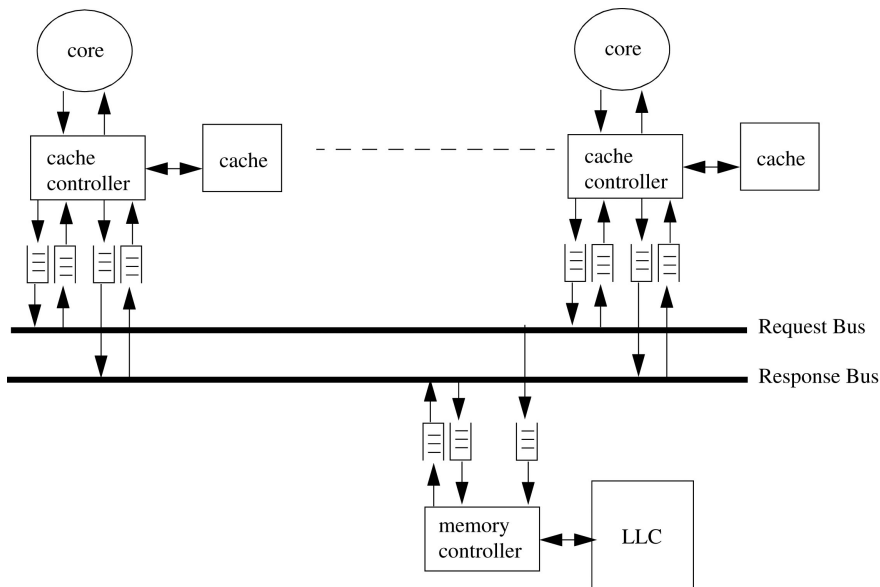 core
core
cache
controller
cache
cache
controller
cache
Request Bus
Response Bus
memory
controller
LLC